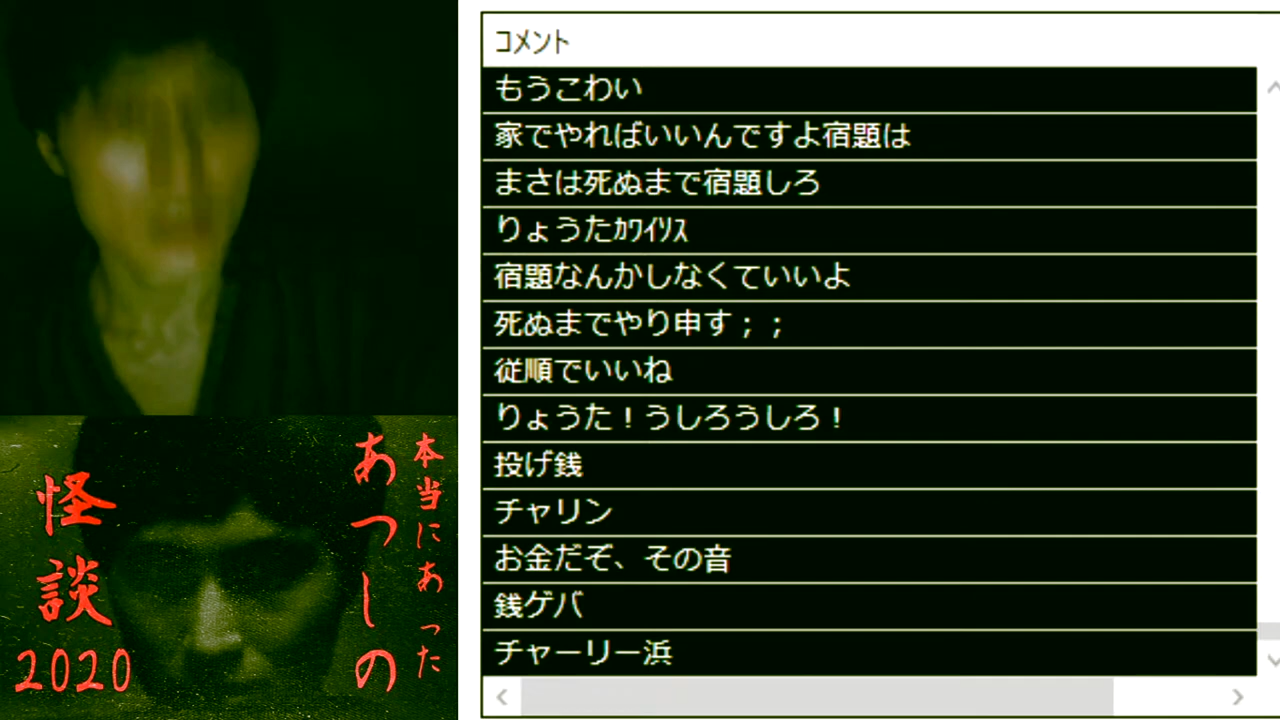 本当にあった
あつしの
怪談
2020
コメント
もうこわい
家でやればいいんですよ宿題は
まさは死ぬまで宿題しろ
りょうたｶﾜｲｿｽ
宿題なんかしなくていいよ
死ぬまでやり申す；；
従順でいいね
りょうた！うしろうしろ！
投げ銭
チャリン
お金だぞ、その音
銭ゲバ
チャーリー浜